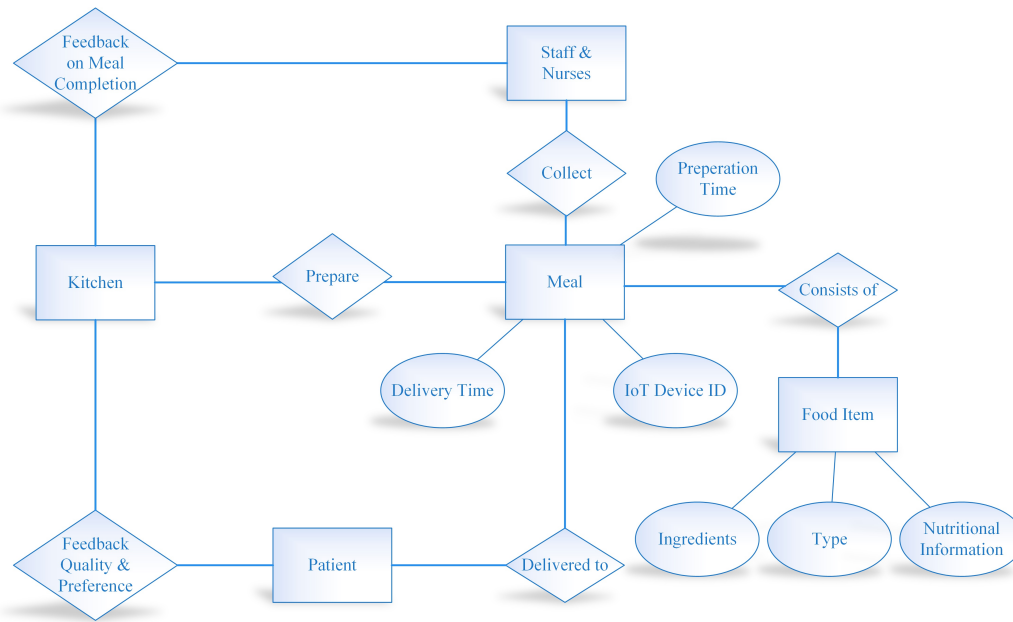 Feedback
on Meal
Completion
Staff &
Nurses
Collect
Preperation
Time
Kitchen
Prepare
Meal
Consists of
Delivery Time
IoT Device ID
Food Item
Ingredients
Type
Nutritional
Information
Feedback
Quality &
Preference
Patient
Delivered to